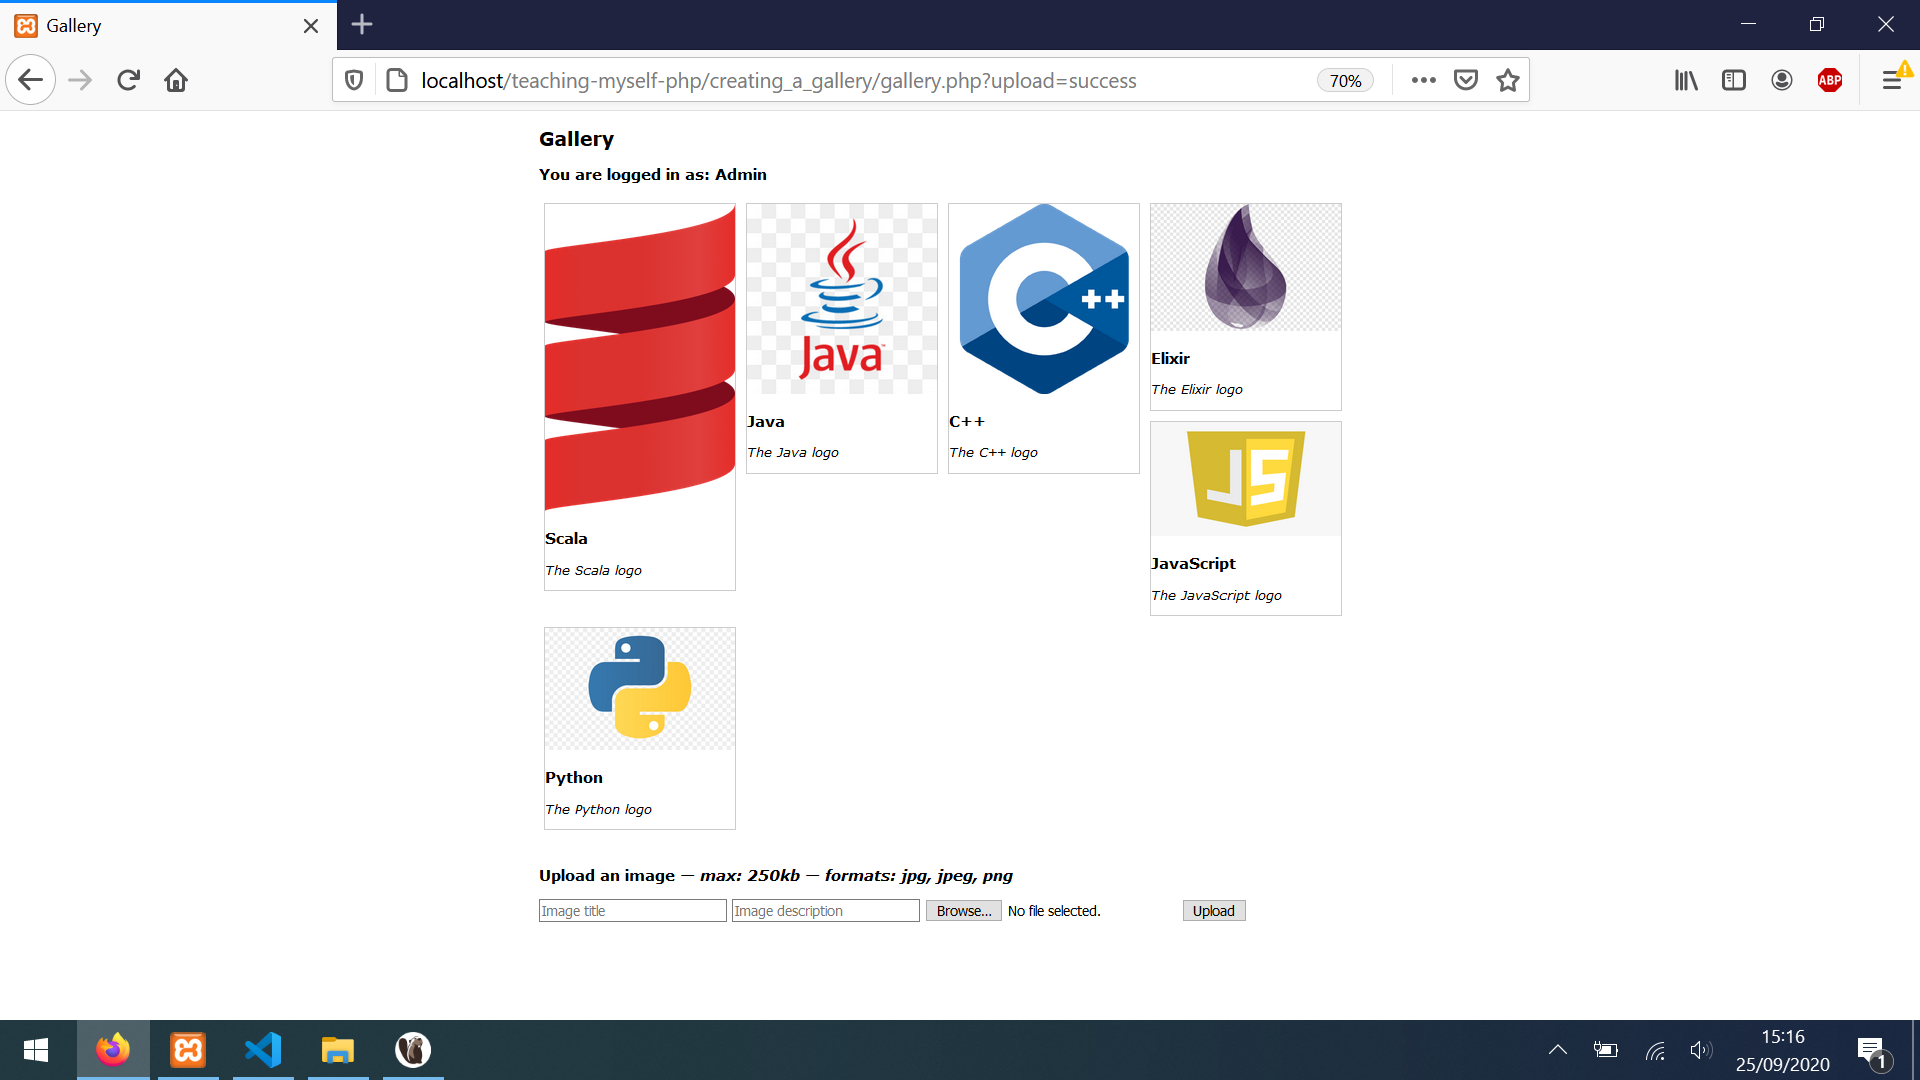 Gallery
localhost/teaching-myself-php/creating_a_gallery/gallery.php?upload=success
70%
ABP
Gallery
You are logged in as: Admin
Java™
C++
JS
Scala
The Scala logo
Java
The Java logo
C++
The C++ logo
Elixir
The Elixir logo
JavaScript
The JavaScript logo
Python
The Python logo
Upload an image — max: 250kb — formats: jpg, jpeg, png
Image title
Image description
Browse...
No file selected.
Upload
15:16
25/09/2020
1